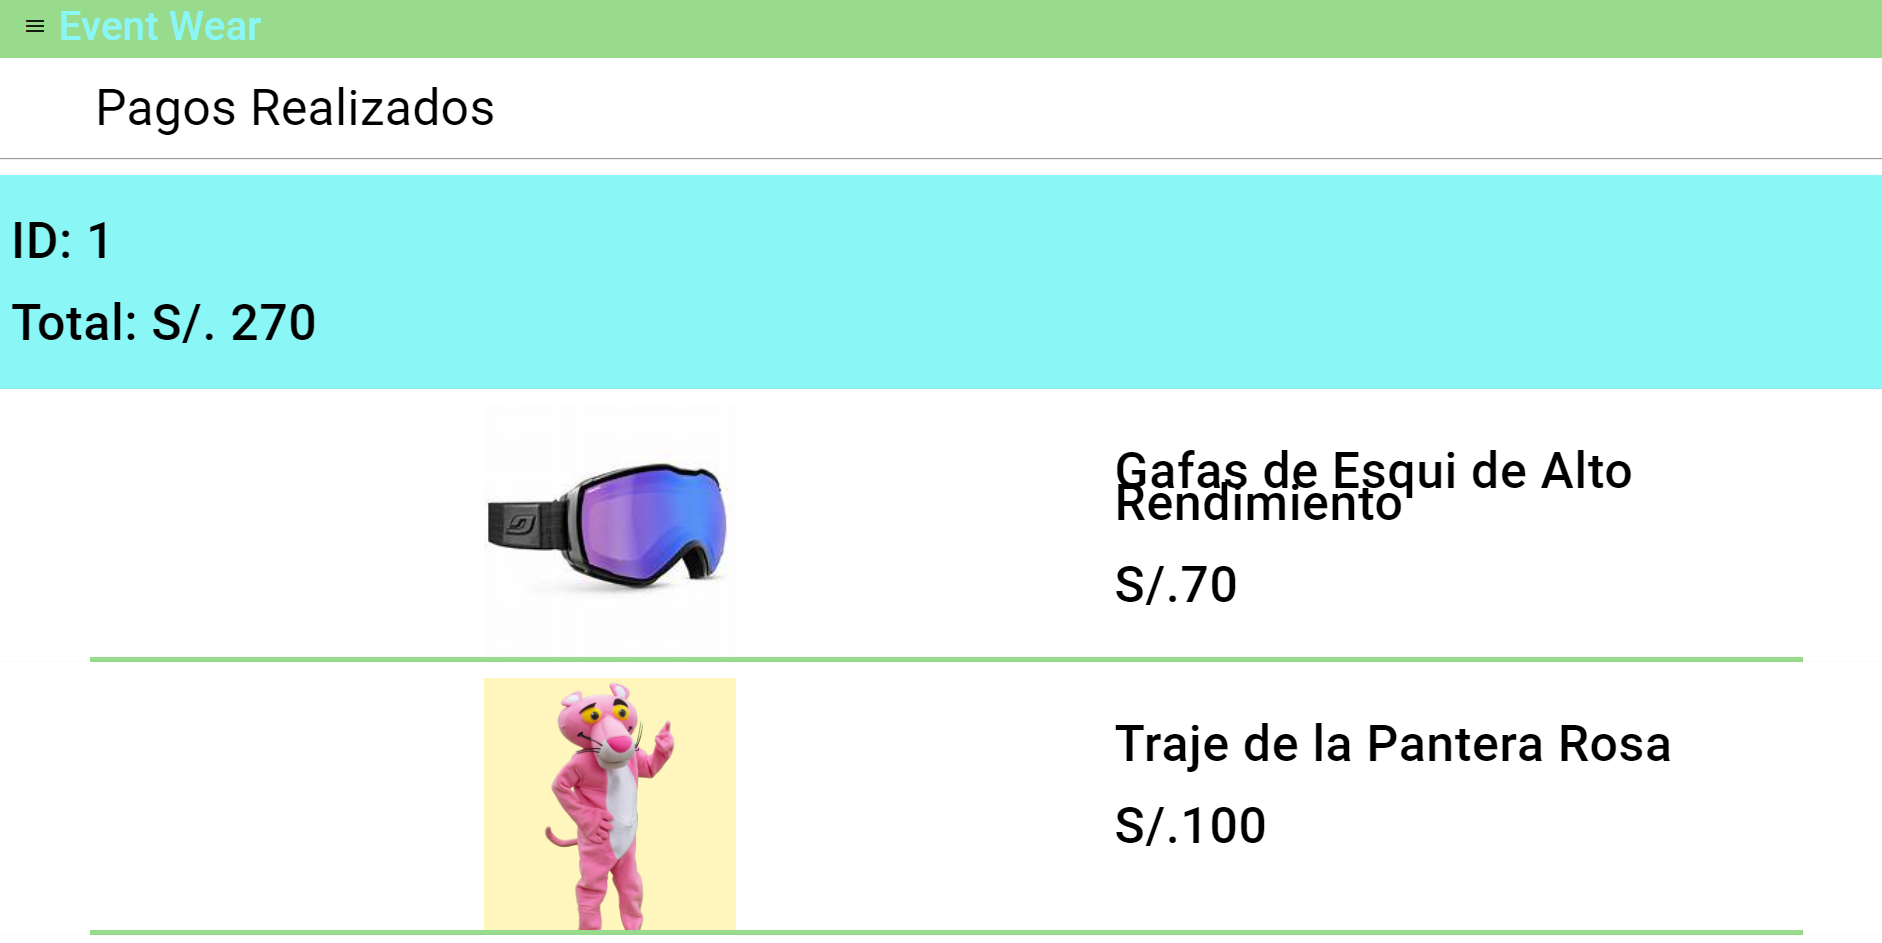 Event Wear
Pagos Realizados
ID: 1
Total: S/. 270
Gafas de Esqui de Alto
Rendimiento
S/.70
Traje de la Pantera Rosa
S/.100